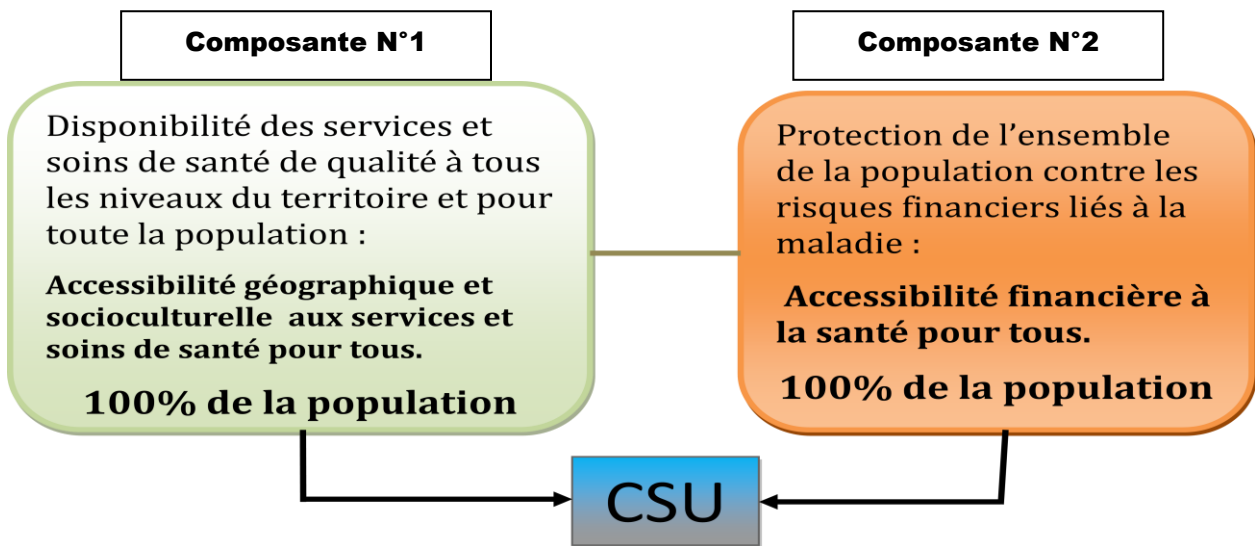 Composante N°1
Disponibilité des services et
soins de santé de qualité à tous
les niveaux du territoire et pour
toute la population :
Accessibilité géographique et
socioculturelle aux services et
soins de santé pour tous.
100% de la population
Composante N°2
Protection de l’ensemble
de la population contre les
risques financiers liés à la
maladie :
Accessibilité financière à
la santé pour tous.
100% de la population
CSU